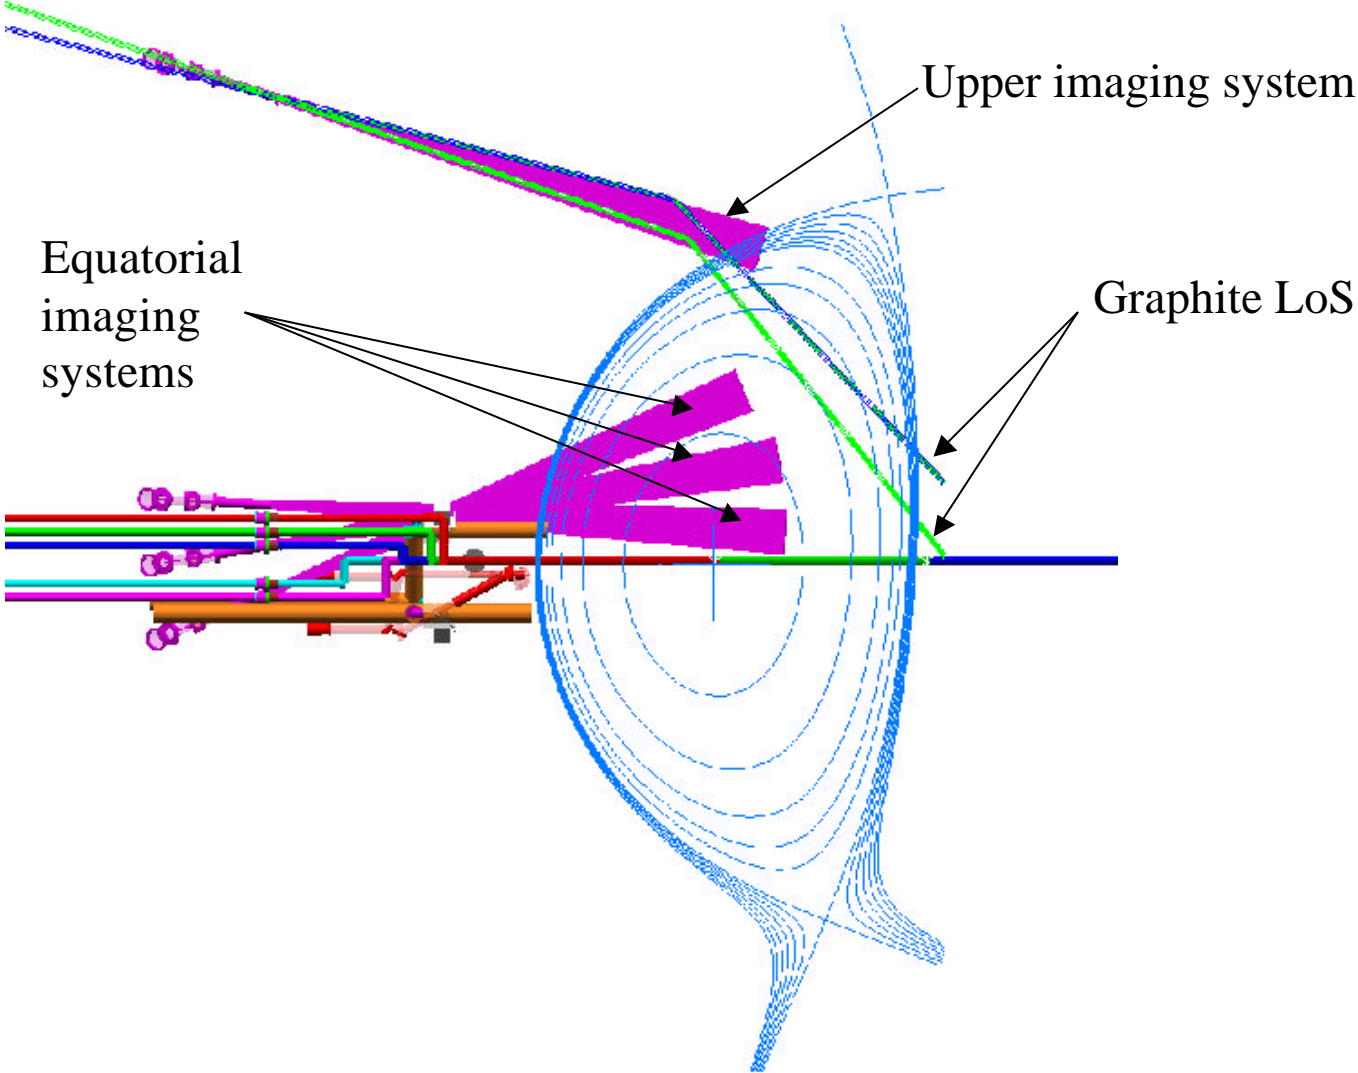 Upper imaging system
Equatorial
imaging
systems
Graphite LoS